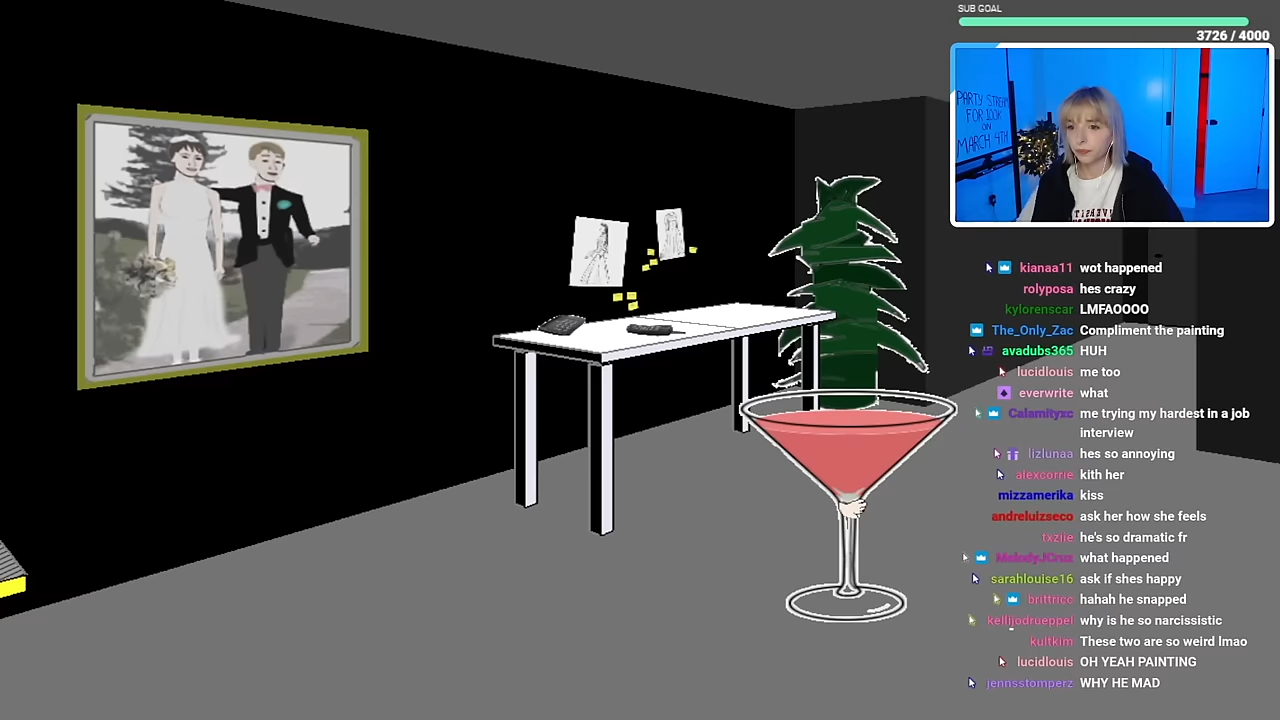 SUB GOAL
3726 / 4000
PARTY STREAM
FOR 100K
ON
MARCH 4TH
kianaa11 wot happened
rolyposa hes crazy
kylorenscar LMFAOOOO
The_Only_Zac Compliment the painting
avadubs365 HUH
lucidlouis me too
everwrite what
Calamityxc me trying my hardest in a job
interview
lizlunaa hes so annoying
alexcorrie kith her
mizzamerika kiss
andreluizseco ask her how she feels
txziie he's so dramatic fr
MelodyJCruz what happened
sarahlouise16 ask if shes happy
brittricc hahah he snapped
kellijodrueppel why is he so narcissistic
kultkim These two are so weird lmao
lucidlouis OH YEAH PAINTING
jennsstomperz WHY HE MAD